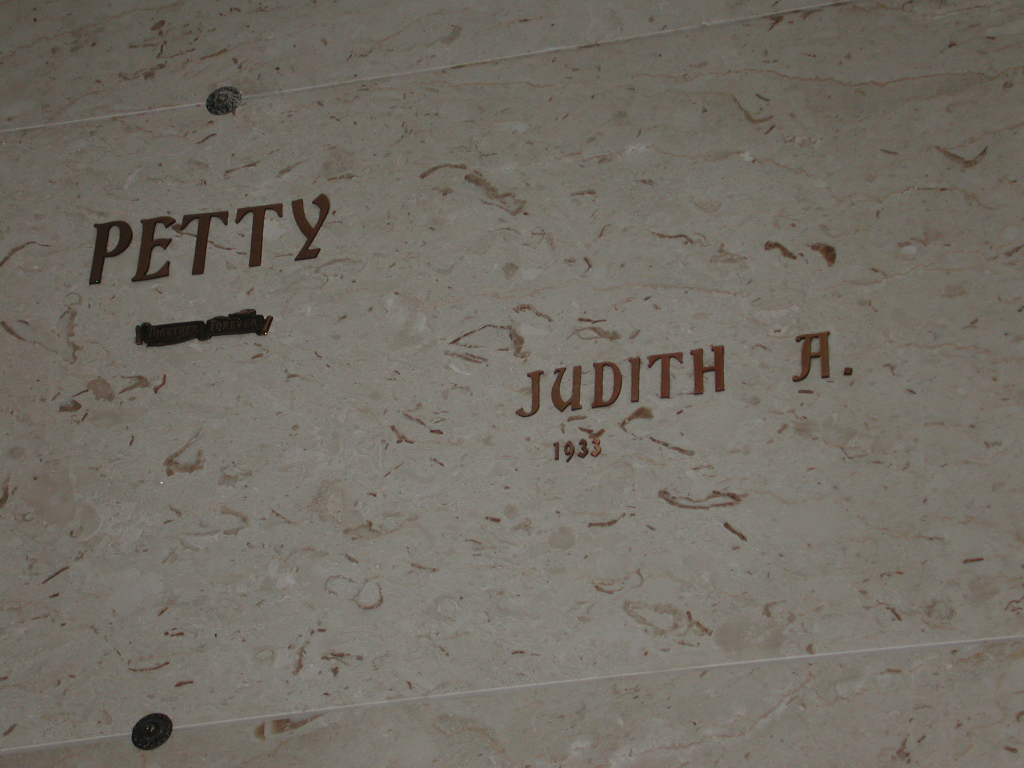 PETTY
TOGETHER FOREVER
JUDITH A.
1933